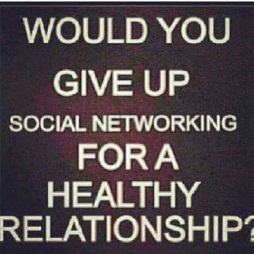 WOULD YOU
GIVE UP
SOCIAL NETWORKING
FOR A
HEALTHY
RELATIONSHIP?